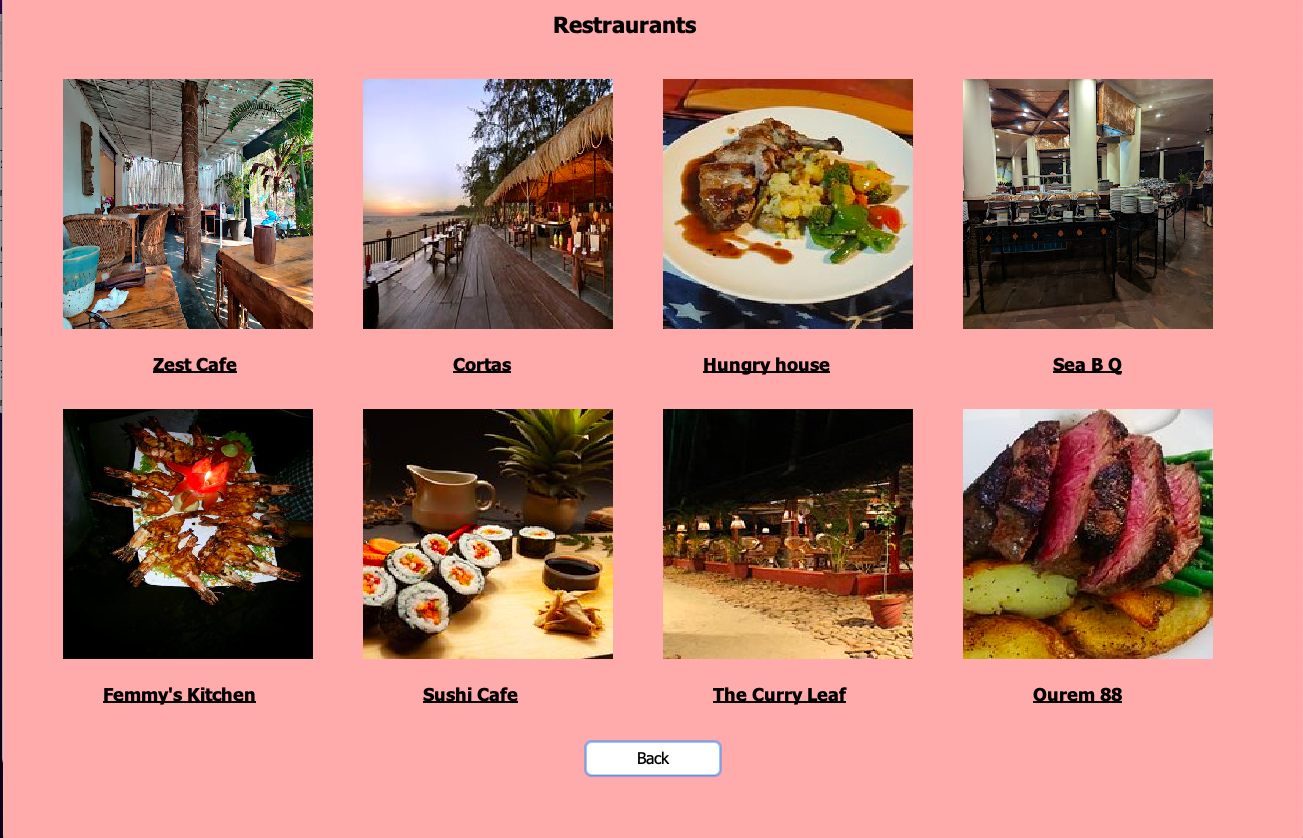 Restraurants
Zest Cafe
Cortas
Hungry house
Sea B Q
Femmy's Kitchen
Sushi Cafe
The Curry Leaf
Ourem 88
Back